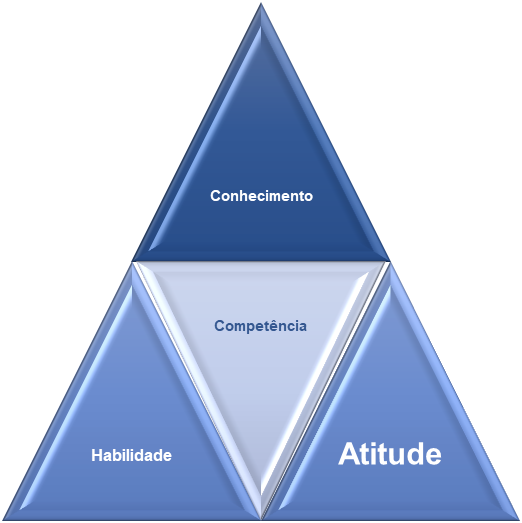 Conhecimento
Competência
Habilidade
Atitude